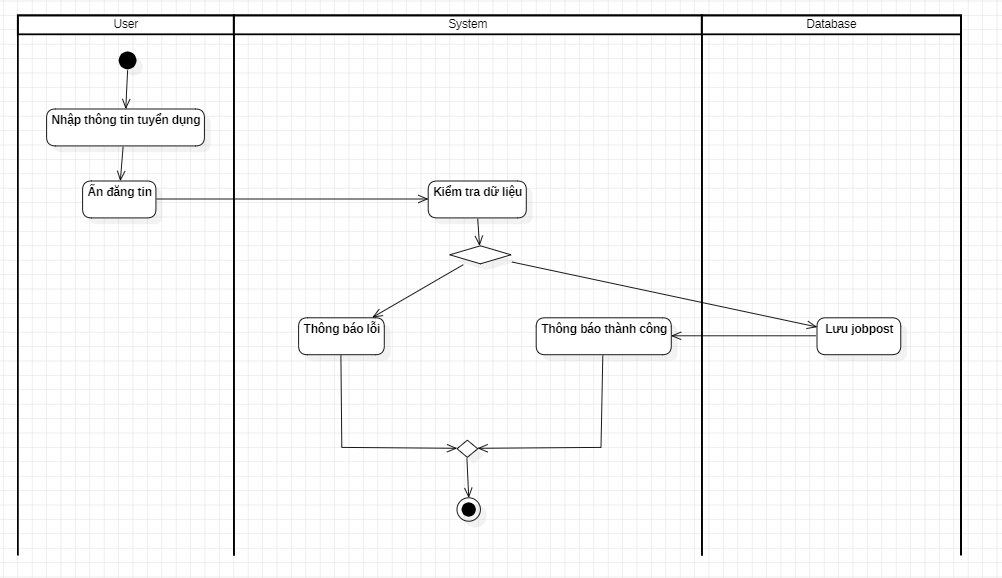 User
System
Database
Nhập thông tin tuyển dụng
Ấn đăng tin
Kiểm tra dữ liệu
Thông báo lỗi
Thông báo thành công
Lưu jobpost